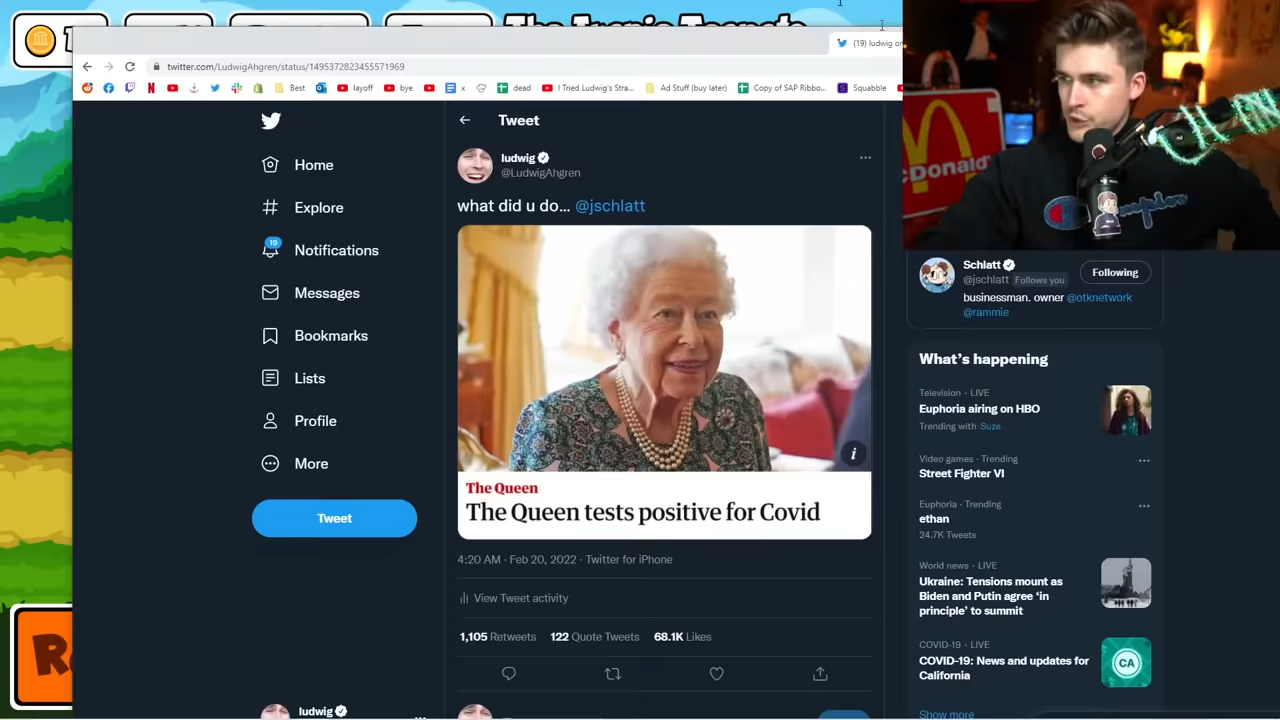 (19) ludwig on
twitter.com/LudwigAhgren/status/1495372823455571969
Best
layoff
bye
x
dead
I Tried Ludwig's Stra...
Ad Stuff (buy later)
Copy of SAP Ribbo...
Squabble
Home
Explore
19
Notifications
Messages
Bookmarks
Lists
Profile
More
Tweet
ludwig
Tweet
ludwig
@LudwigAhgren
what did u do... @jschlatt
i
The Queen
The Queen tests positive for Covid
4:20 AM · Feb 20, 2022 · Twitter for iPhone
View Tweet activity
1,105 Retweets 122 Quote Tweets 68.1K Likes
McDonald's
Champion
Schlatt
@jschlatt Follows you
Following
businessman. owner @otknetwork
@rammie
What's happening
Television · LIVE
Euphoria airing on HBO
Trending with Suze
Video games · Trending
Street Fighter VI
Euphoria · Trending
ethan
24.7K Tweets
World news · LIVE
Ukraine: Tensions mount as
Biden and Putin agree 'in
principle' to summit
COVID-19 · LIVE
COVID-19: News and updates for
California
CA
Show more